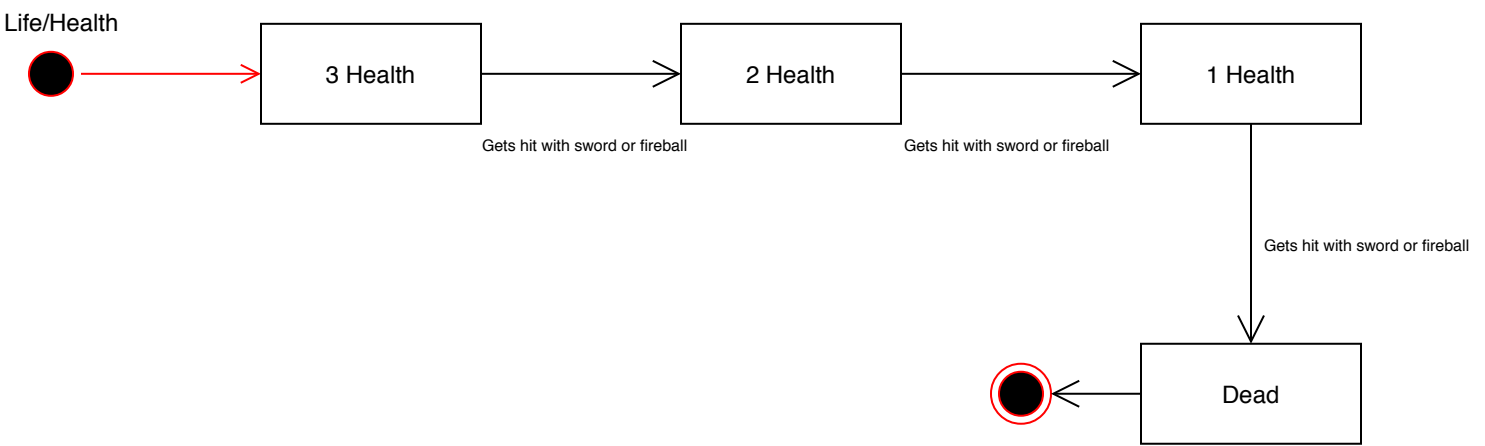 Life/Health
3 Health
2 Health
1 Health
Gets hit with sword or fireball
Gets hit with sword or fireball
Gets hit with sword or fireball
Dead